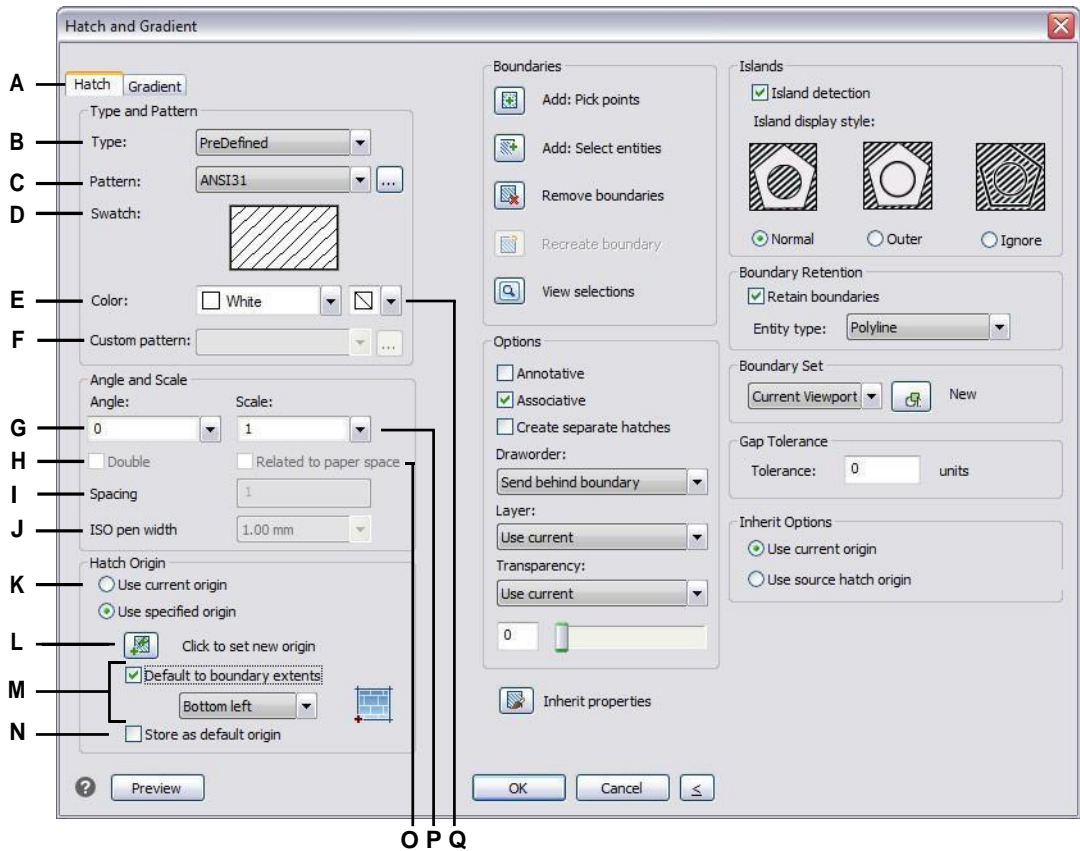 Hatch and Gradient
A
Hatch
Gradient
Type and Pattern
B
Type:
PreDefined
C
Pattern:
ANSI31
...
D
Swatch:
E
Color:
White
F
Custom pattern:
...
Angle and Scale
Angle:
Scale:
G
0
1
H
Double
Related to paper space
I
Spacing
1
J
ISO pen width
1.00 mm
Hatch Origin
K
Use current origin
Use specified origin
L
Click to set new origin
M
Default to boundary extents
Bottom left
N
Store as default origin
? Preview
Boundaries
Add: Pick points
Add: Select entities
Remove boundaries
Recreate boundary
View selections
Options
Annotative
Associative
Create separate hatches
Draworder:
Send behind boundary
Layer:
Use current
Transparency:
Use current
0
Inherit properties
OK
Cancel
<
Islands
Island detection
Island display style:
Normal
Outer
Ignore
Boundary Retention
Retain boundaries
Entity type:
Polyline
Boundary Set
Current Viewport
New
Gap Tolerance
Tolerance:
0
units
Inherit Options
Use current origin
Use source hatch origin
O P Q